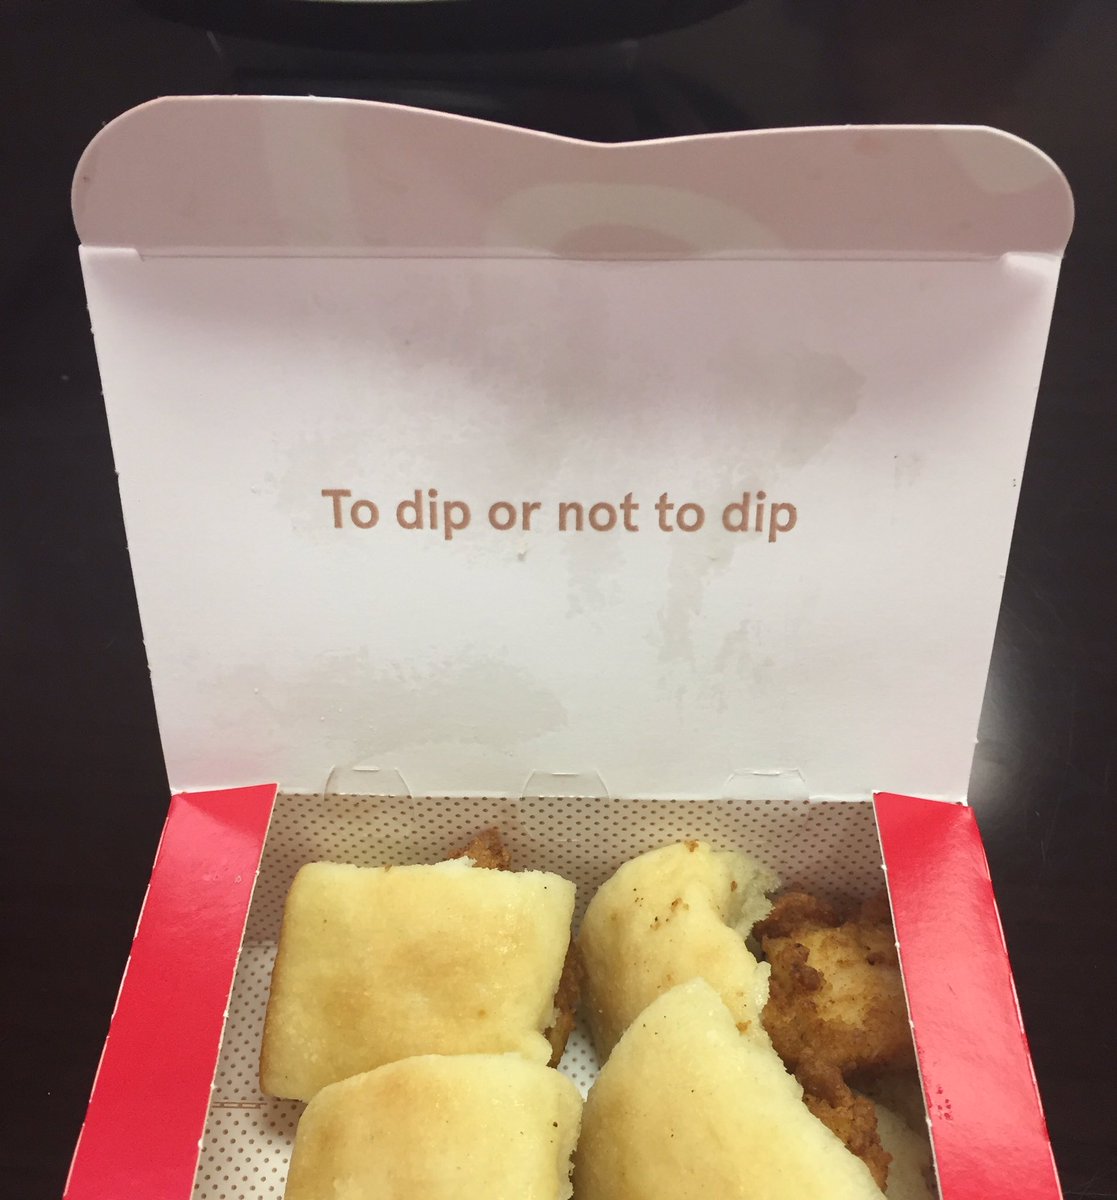 To dip or not to dip